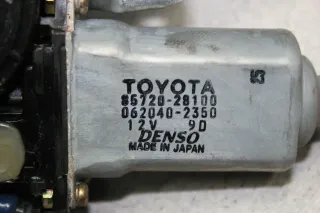 TOYOTA
85720-28100
062040-2350
12V 9D
DENSO
MADE IN JAPAN